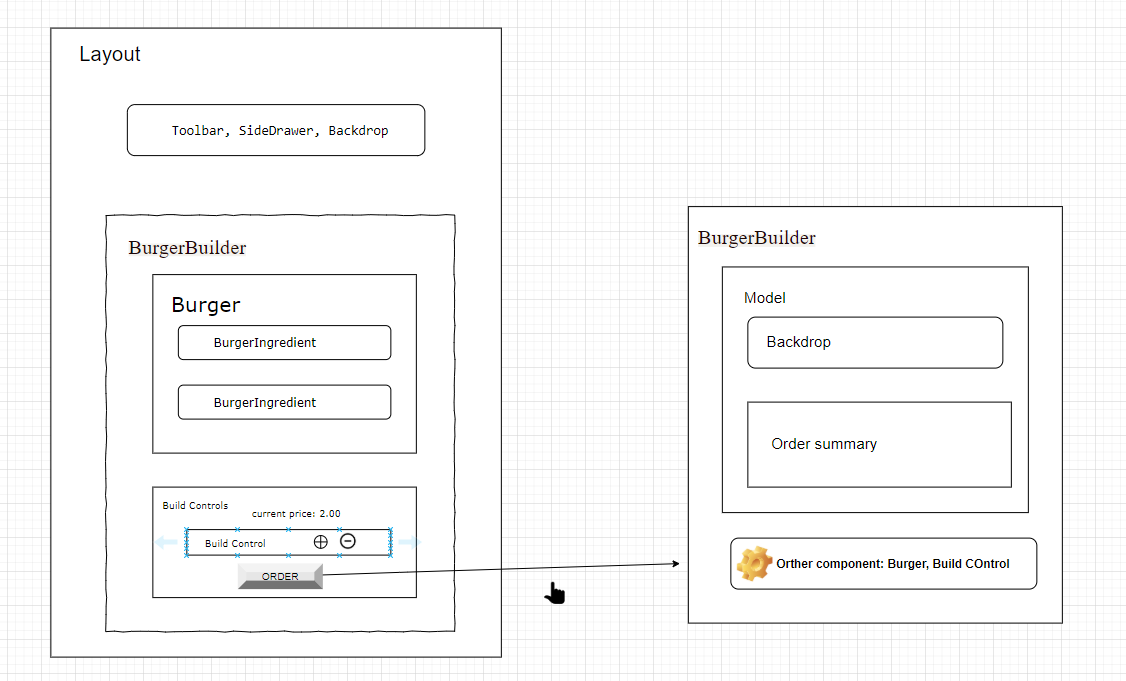 Layout
Toolbar, SideDrawer, Backdrop
BurgerBuilder
Burger
BurgerIngredient
BurgerIngredient
Build Controls
current price: 2.00
Build Control
ORDER
BurgerBuilder
Model
Backdrop
Order summary
Orther component: Burger, Build COntrol